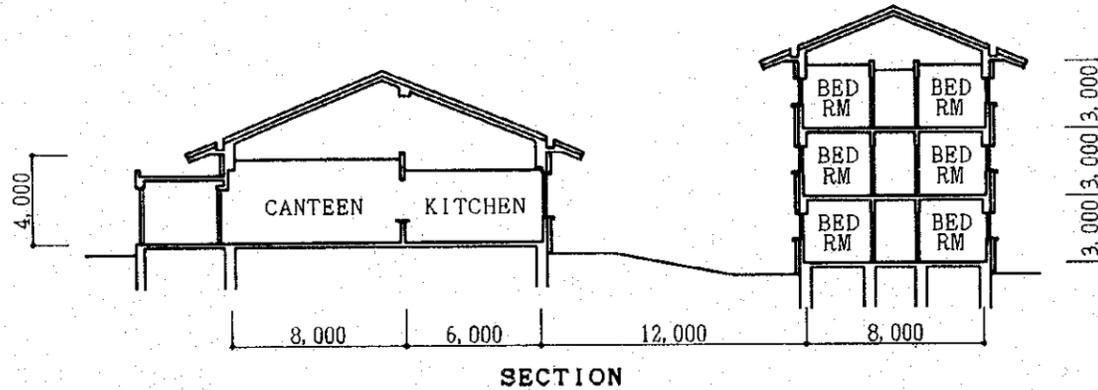 BED
RM
BED
RM
3,000
BED
RM
BED
RM
3,000
4,000
CANTEEN
KITCHEN
BED
RM
BED
RM
3,000
8,000
6,000
12,000
8,000
SECTION